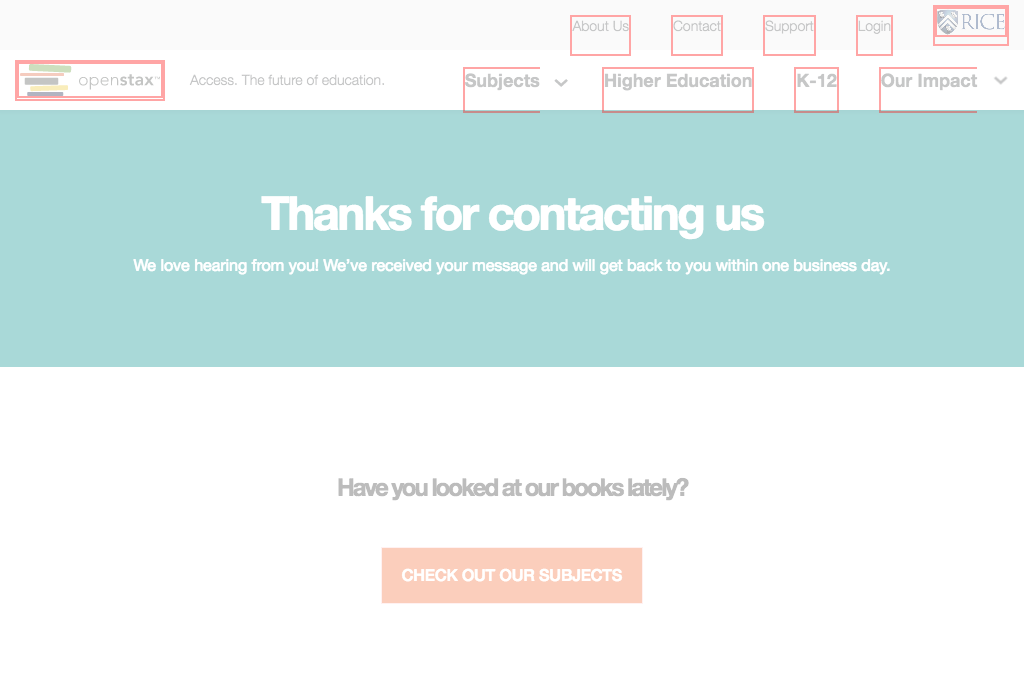 About Us Contact Support Login RICE
openstax™ Access. The future of education. Subjects Higher Education K-12 Our Impact
Thanks for contacting us
We love hearing from you! We've received your message and will get back to you within one business day.
Have you looked at our books lately?
CHECK OUT OUR SUBJECTS